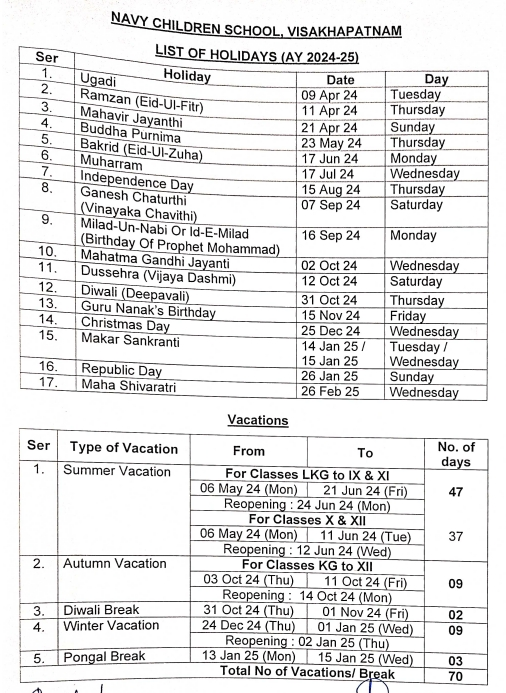 NAVY CHILDREN SCHOOL, VISAKHAPATNAM
LIST OF HOLIDAYS (AY 2024-25)
Ser Holiday Date Day
1. Ugadi 09 Apr 24 Tuesday
2. Ramzan (Eid-Ul-Fitr) 11 Apr 24 Thursday
3. Mahavir Jayanthi 21 Apr 24 Sunday
4. Buddha Purnima 23 May 24 Thursday
5. Bakrid (Eid-Ul-Zuha) 17 Jun 24 Monday
6. Muharram 17 Jul 24 Wednesday
7. Independence Day 15 Aug 24 Thursday
8. Ganesh Chaturthi 07 Sep 24 Saturday
(Vinayaka Chavithi)
9. Milad-Un-Nabi Or Id-E-Milad 16 Sep 24 Monday
(Birthday Of Prophet Mohammad)
10. Mahatma Gandhi Jayanti 02 Oct 24 Wednesday
11. Dussehra (Vijaya Dashmi) 12 Oct 24 Saturday
12. Diwali (Deepavali) 31 Oct 24 Thursday
13. Guru Nanak's Birthday 15 Nov 24 Friday
14. Christmas Day 25 Dec 24 Wednesday
15. Makar Sankranti 14 Jan 25 / Tuesday /
15 Jan 25 Wednesday
16. Republic Day 26 Jan 25 Sunday
17. Maha Shivaratri 26 Feb 25 Wednesday
Vacations
Ser Type of Vacation From To No. of
days
1. Summer Vacation For Classes LKG to IX & XI
06 May 24 (Mon) 21 Jun 24 (Fri) 47
Reopening : 24 Jun 24 (Mon)
For Classes X & XII
06 May 24 (Mon) 11 Jun 24 (Tue) 37
Reopening : 12 Jun 24 (Wed)
2. Autumn Vacation For Classes KG to XII
03 Oct 24 (Thu) 11 Oct 24 (Fri) 09
Reopening : 14 Oct 24 (Mon)
3. Diwali Break 31 Oct 24 (Thu) 01 Nov 24 (Fri) 02
4. Winter Vacation 24 Dec 24 (Thu) 01 Jan 25 (Wed) 09
Reopening : 02 Jan 25 (Thu)
5. Pongal Break 13 Jan 25 (Mon) 15 Jan 25 (Wed) 03
Total No of Vacations/ Break 70